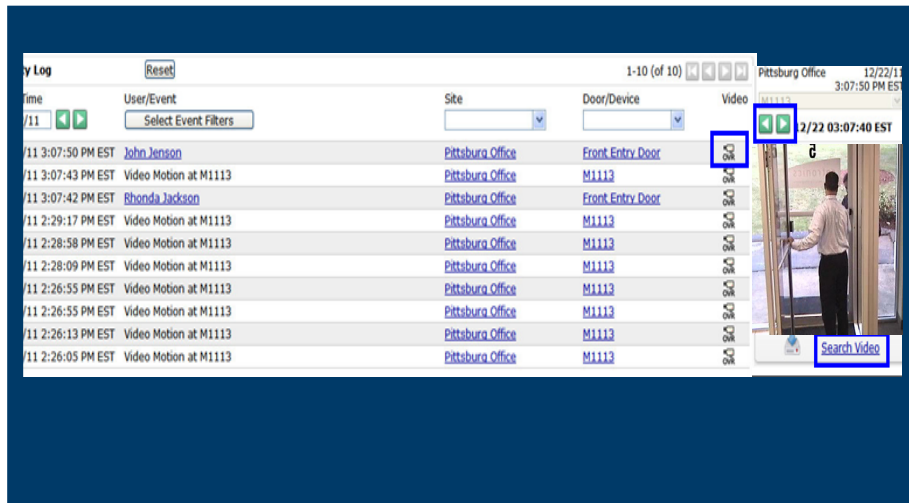 ty Log Reset 1-10 (of 10)
Time User/Event Site Door/Device Video
/11 Select Event Filters
/11 3:07:50 PM EST John Jenson Pittsburg Office Front Entry Door
/11 3:07:43 PM EST Video Motion at M1113 Pittsburg Office M1113
/11 3:07:42 PM EST Rhonda Jackson Pittsburg Office Front Entry Door
/11 2:29:17 PM EST Video Motion at M1113 Pittsburg Office M1113
/11 2:28:58 PM EST Video Motion at M1113 Pittsburg Office M1113
/11 2:28:09 PM EST Video Motion at M1113 Pittsburg Office M1113
/11 2:26:55 PM EST Video Motion at M1113 Pittsburg Office M1113
/11 2:26:55 PM EST Video Motion at M1113 Pittsburg Office M1113
/11 2:26:13 PM EST Video Motion at M1113 Pittsburg Office M1113
/11 2:26:05 PM EST Video Motion at M1113 Pittsburg Office M1113
Pittsburg Office 12/22/11
3:07:50 PM EST
M1113
12/22 03:07:40 EST
Search Video